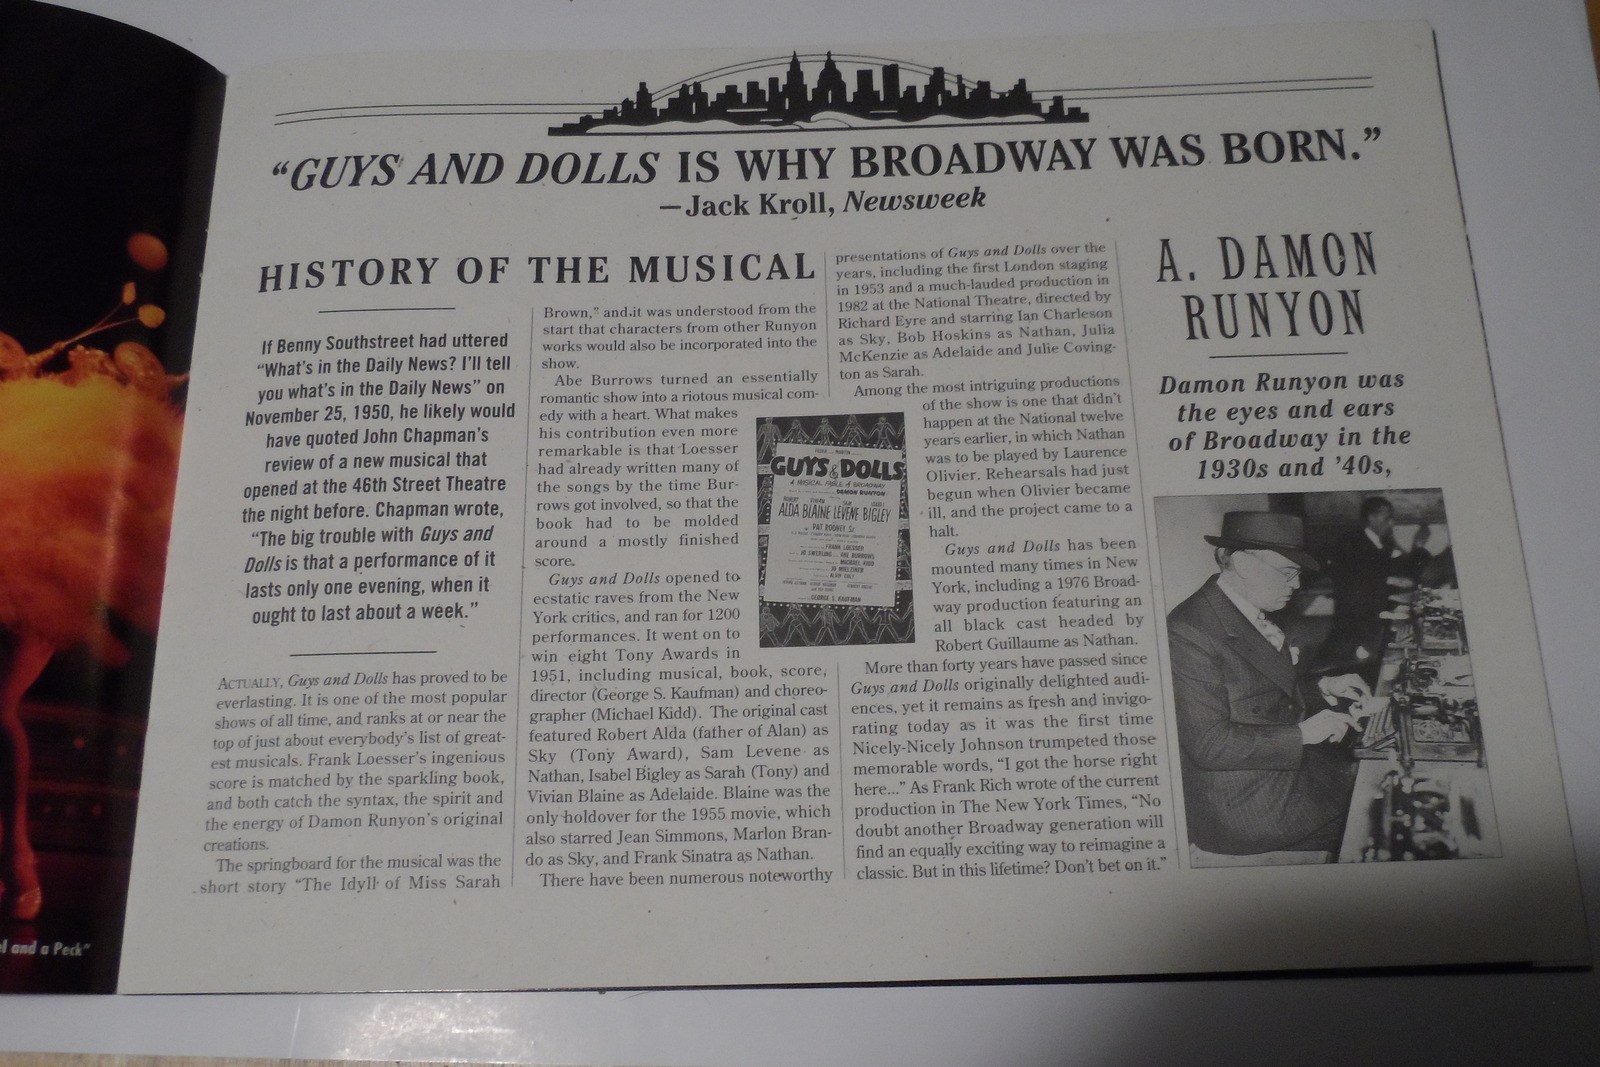 “GUYS AND DOLLS IS WHY BROADWAY WAS BORN.”
—Jack Kroll, Newsweek
HISTORY OF THE MUSICAL
If Benny Southstreet had uttered
“What’s in the Daily News? I’ll tell
you what’s in the Daily News” on
November 25, 1950, he likely would
have quoted John Chapman’s
review of a new musical that
opened at the 46th Street Theatre
the night before. Chapman wrote,
“The big trouble with Guys and
Dolls is that a performance of it
lasts only one evening, when it
ought to last about a week.”
ACTUALLY, Guys and Dolls has proved to be
everlasting. It is one of the most popular
shows of all time, and ranks at or near the
top of just about everybody’s list of great-
est musicals. Frank Loesser’s ingenious
score is matched by the sparkling book,
and both catch the syntax, the spirit and
the energy of Damon Runyon’s original
creations.
The springboard for the musical was the
short story “The Idyll of Miss Sarah
Brown,” and it was understood from the
start that characters from other Runyon
works would also be incorporated into the
show.
Abe Burrows turned an essentially
romantic show into a riotous musical com-
edy with a heart. What makes
his contribution even more
remarkable is that Loesser
had already written many of
the songs by the time Bur-
rows got involved, so that the
book had to be molded
around a mostly finished
score.
Guys and Dolls opened to
ecstatic raves from the New
York critics, and ran for 1200
performances. It went on to
win eight Tony Awards in
1951, including musical, book, score,
director (George S. Kaufman) and choreo-
grapher (Michael Kidd). The original cast
featured Robert Alda (father of Alan) as
Sky (Tony Award), Sam Levene as
Nathan, Isabel Bigley as Sarah (Tony) and
Vivian Blaine as Adelaide. Blaine was the
only holdover for the 1955 movie, which
also starred Jean Simmons, Marlon Bran-
do as Sky, and Frank Sinatra as Nathan.
There have been numerous noteworthy
presentations of Guys and Dolls over the
years, including the first London staging
in 1953 and a much-lauded production in
1982 at the National Theatre, directed by
Richard Eyre and starring Ian Charleson
as Sky, Bob Hoskins as Nathan, Julia
McKenzie as Adelaide and Julie Coving-
ton as Sarah.
Among the most intriguing productions
of the show is one that didn’t
happen at the National twelve
years earlier, in which Nathan
was to be played by Laurence
Olivier. Rehearsals had just
begun when Olivier became
ill, and the project came to a
halt.
Guys and Dolls has been
mounted many times in New
York, including a 1976 Broad-
way production featuring an
all black cast headed by
Robert Guillaume as Nathan.
More than forty years have passed since
Guys and Dolls originally delighted audi-
ences, yet it remains as fresh and invigo-
rating today as it was the first time
Nicely-Nicely Johnson trumpeted those
memorable words, “I got the horse right
here...” As Frank Rich wrote of the current
production in The New York Times, “No
doubt another Broadway generation will
find an equally exciting way to reimagine a
classic. But in this lifetime? Don’t bet on it.”
GUYS & DOLLS
A MUSICAL FABLE of BROADWAY
DAMON RUNYON
ALDA BLAINE LEVENE BIGLEY
PAT ROONEY Sr.
FRANK LOESSER
JO SWERLING ABE BURROWS
MICHAEL KIDD
JO MIELZINER
ALVIN COLT
GEORGE S. KAUFMAN
A. DAMON
RUNYON
Damon Runyon was
the eyes and ears
of Broadway in the
1930s and ’40s,
and a Peck”